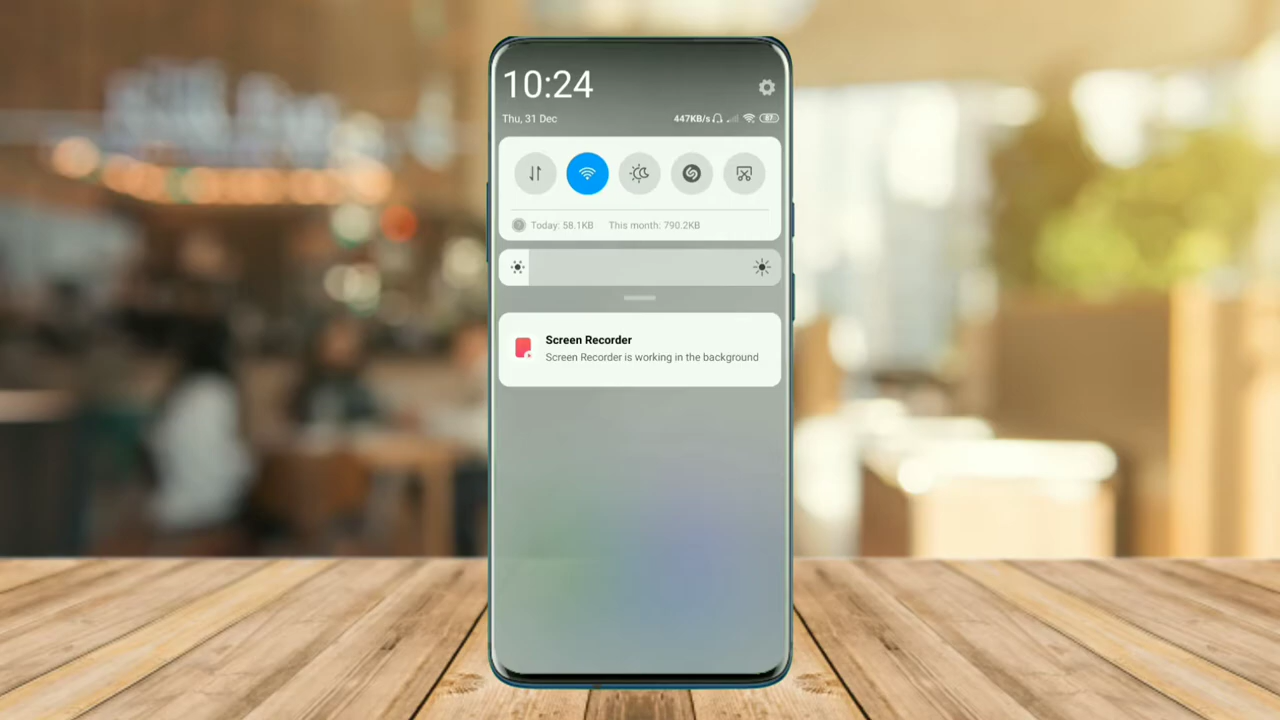 10:24
Thu, 31 Dec
447KB/s
87
Today: 58.1KB This month: 790.2KB
Screen Recorder
Screen Recorder is working in the background